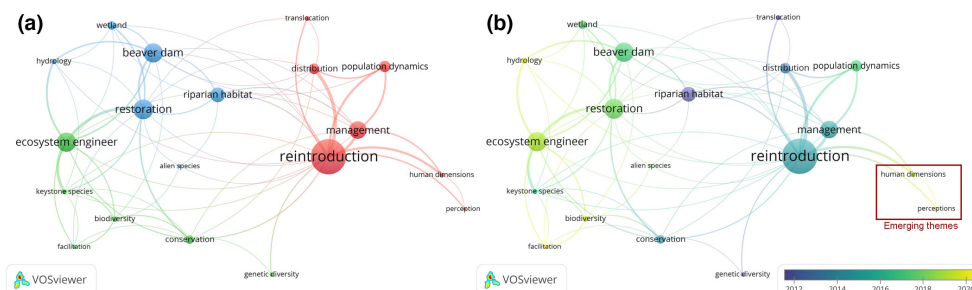 (a)
translocation
wetland
beaver dam
hydrology
distribution
population dynamics
riparian habitat
restoration
management
ecosystem engineer
reintroduction
alien species
human dimensions
keystone species
perception
biodiversity
conservation
facilitation
genetic diversity
VOSviewer
(b)
translocation
wetland
beaver dam
hydrology
distribution
population dynamics
riparian habitat
restoration
management
ecosystem engineer
reintroduction
alien species
human dimensions
keystone species
perceptions
biodiversity
Emerging themes
conservation
facilitation
genetic diversity
VOSviewer
2012 2014 2016 2018